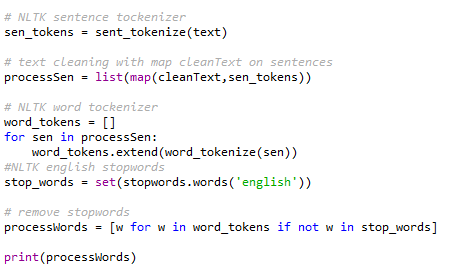 # NLTK sentence tockenizer
sen_tokens = sent_tokenize(text)
# text cleaning with map cleanText on sentences
processSen = list(map(cleanText,sen_tokens))
# NLTK word tockenizer
word_tokens = []
for sen in processSen:
    word_tokens.extend(word_tokenize(sen))
#NLTK english stopwords
stop_words = set(stopwords.words('english'))
# remove stopwords
processWords = [w for w in word_tokens if not w in stop_words]
print(processWords)